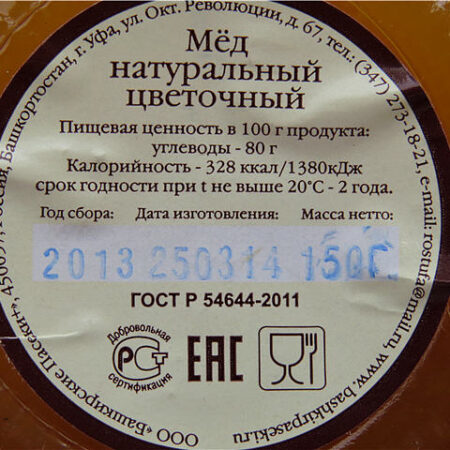 ООО «Башкирские Пасеки+», 450057, Россия, Башкортостан, г. Уфа, ул. Окт. Революции, д. 67, тел.: (347) 273-18-21, e-mail: rostufa@mail.ru, www.bashkirpaseki.ru
Мёд
натуральный
цветочный
Пищевая ценность в 100 г продукта:
углеводы - 80 г
Калорийность - 328 ккал/1380кДж
срок годности при t не выше 20°С - 2 года.
Год сбора: Дата изготовления: Масса нетто:
2013 250314 150Г.
ГОСТ Р 54644-2011
Добровольная
РСТ
сертификация
ЕАС